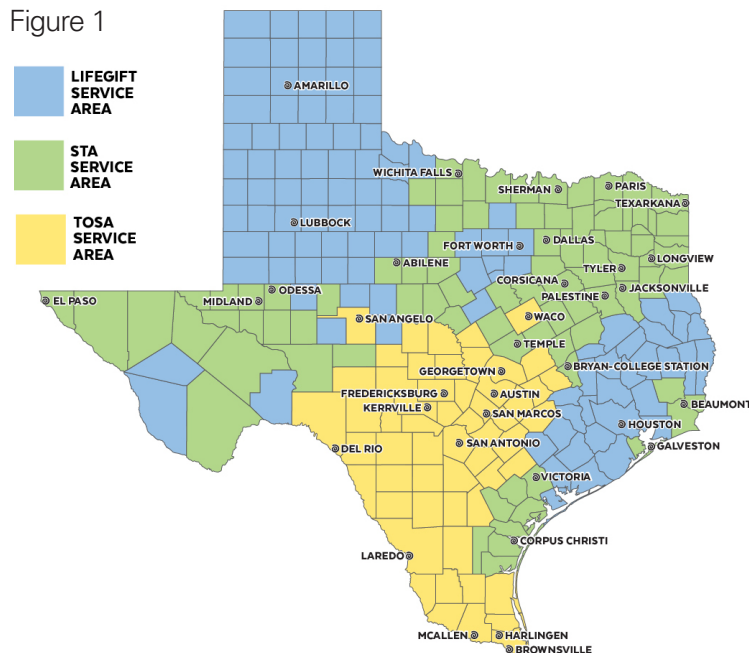 Figure 1
LIFEGIFT
SERVICE
AREA
STA
SERVICE
AREA
TOSA
SERVICE
AREA
AMARILLO
WICHITA FALLS
SHERMAN
PARIS
TEXARKANA
LUBBOCK
FORT WORTH
DALLAS
ABILENE
TYLER
LONGVIEW
CORSICANA
ODESSA
JACKSONVILLE
EL PASO
MIDLAND
PALESTINE
SAN ANGELO
WACO
TEMPLE
GEORGETOWN
BRYAN-COLLEGE STATION
FREDERICKSBURG
AUSTIN
KERRVILLE
BEAUMONT
SAN MARCOS
HOUSTON
DEL RIO
SAN ANTONIO
GALVESTON
VICTORIA
CORPUS CHRISTI
LAREDO
MCALLEN
HARLINGEN
BROWNSVILLE